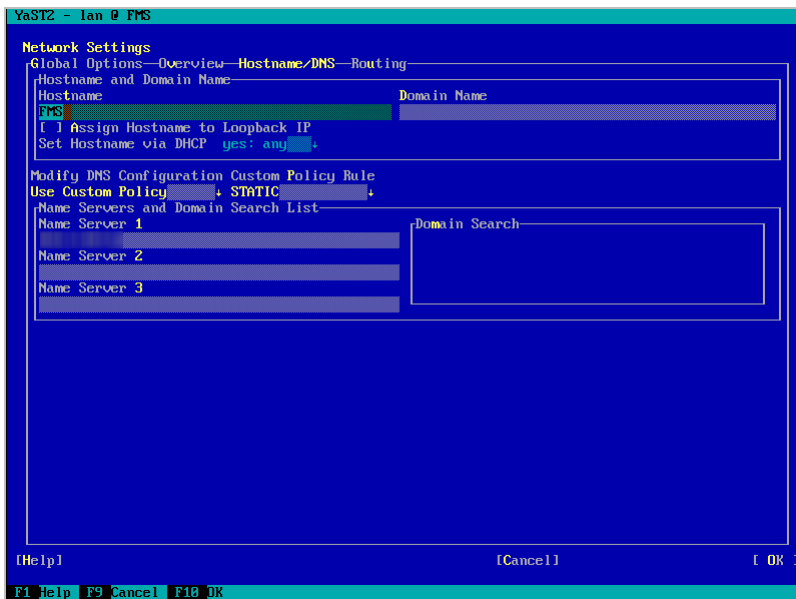 YaST2 - lan @ FMS
Network Settings
Global Options—Overview—Hostname/DNS—Routing
Hostname and Domain Name
Hostname Domain Name
FMS
[ ] Assign Hostname to Loopback IP
Set Hostname via DHCP yes: any↓
Modify DNS Configuration Custom Policy Rule
Use Custom Policy↓ STATIC↓
Name Servers and Domain Search List
Name Server 1 Domain Search
Name Server 2
Name Server 3
[Help] [Cancel] [ OK ]
F1 Help F9 Cancel F10 OK